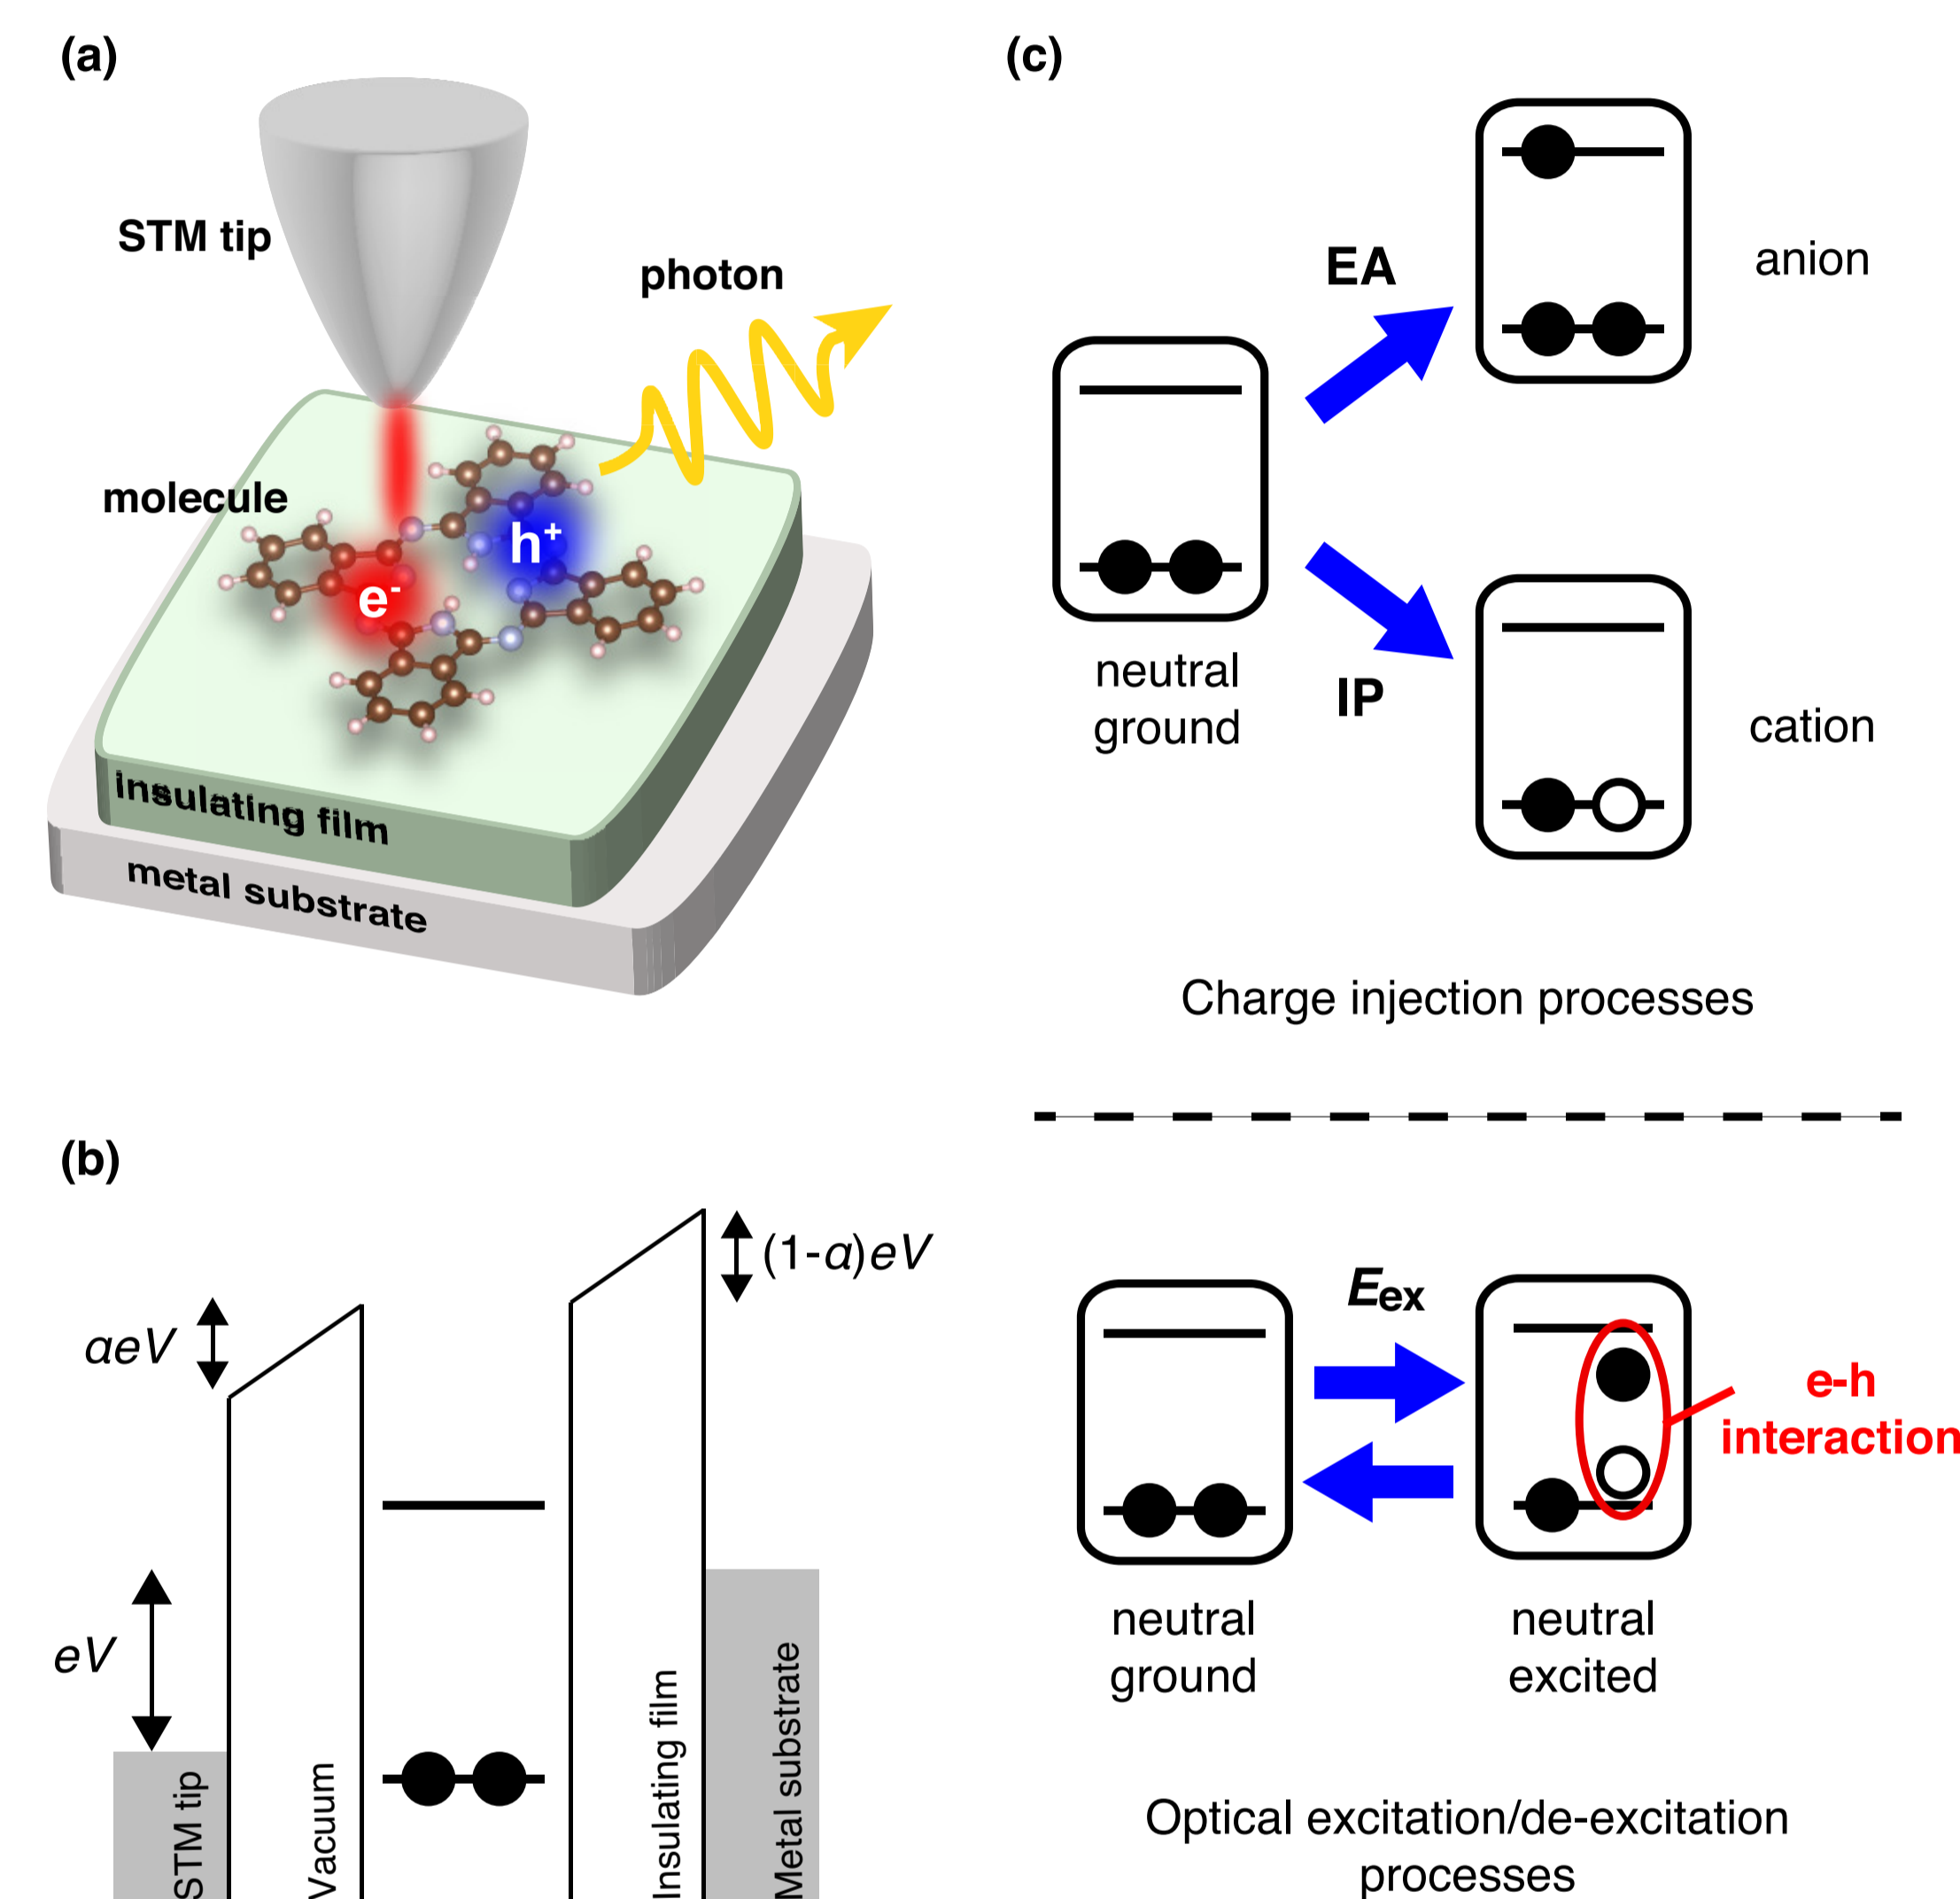 (a)
STM tip
photon
molecule
h+
e-
insulating film
metal substrate
(b)
(1-α)eV
αeV
eV
STM tip
Vacuum
Insulating film
Metal substrate
(c)
EA
anion
neutral
ground
IP
cation
Charge injection processes
Eex
e-h
interaction
neutral
ground
neutral
excited
Optical excitation/de-excitation
processes